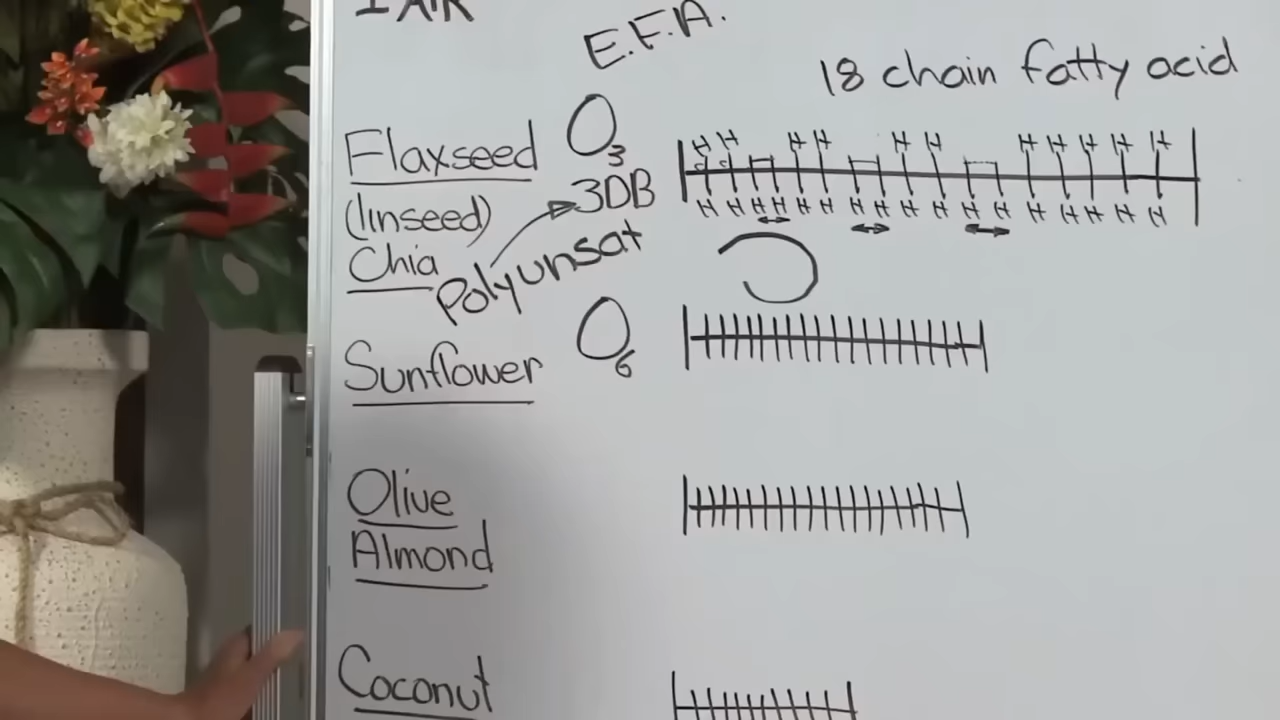 E.F.A.
18 chain fatty acid
Flaxseed O3
H H H H H H H H H H H
(linseed) 3DB
H H H H H H H H H H H H H H H H H
Chia Polyunsat
Sunflower O6
Olive
Almond
Coconut